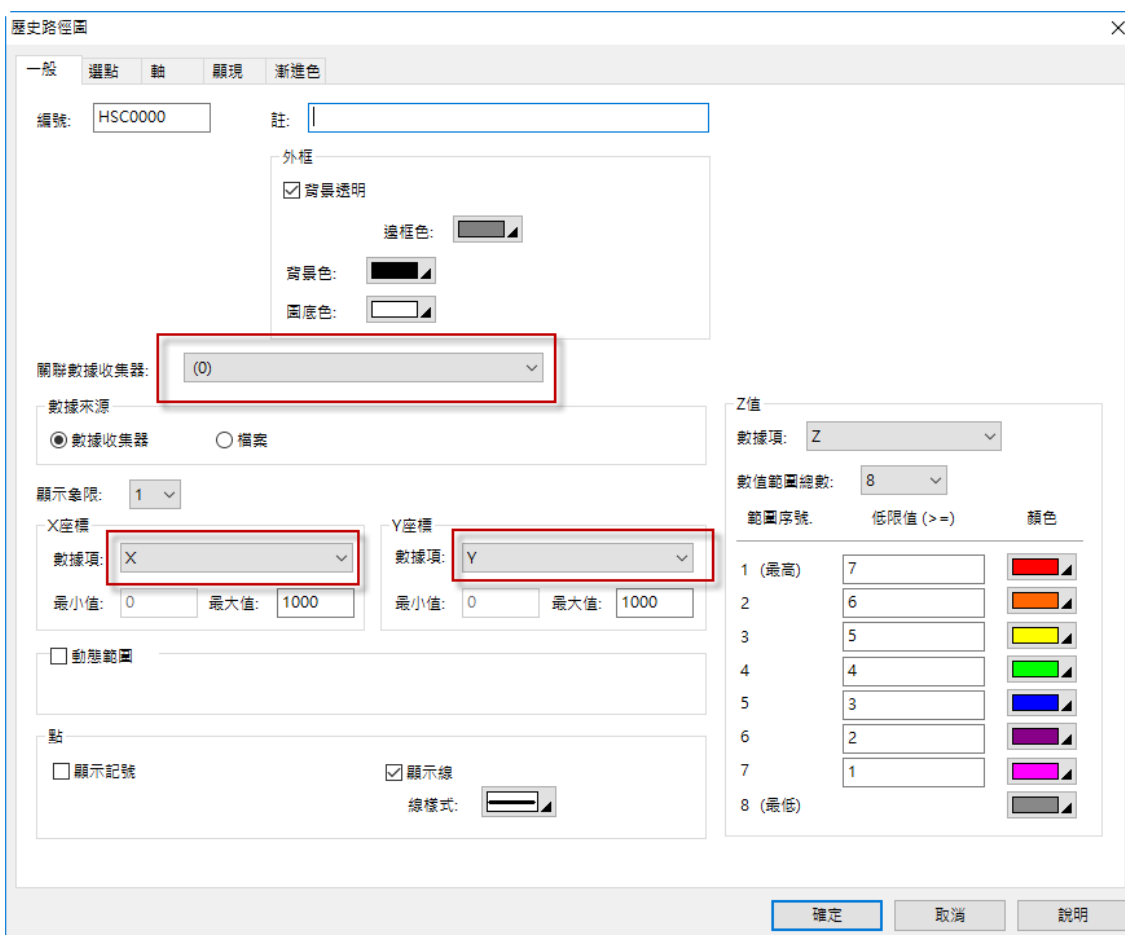 歷史路徑圖
一般 選點 軸 顯現 漸進色
編號: HSC0000 註:
外框
背景透明
邊框色:
背景色:
圖底色:
關聯數據收集器: (0)
數據來源
數據收集器 檔案
顯示象限: 1
X座標
數據項: X
最小值: 0 最大值: 1000
Y座標
數據項: Y
最小值: 0 最大值: 1000
動態範圍
點
顯示記號 顯示線
線樣式:
Z值
數據項: Z
數值範圍總數: 8
範圍序號. 低限值 (>=) 顏色
1 (最高) 7
2 6
3 5
4 4
5 3
6 2
7 1
8 (最低)
確定 取消 說明